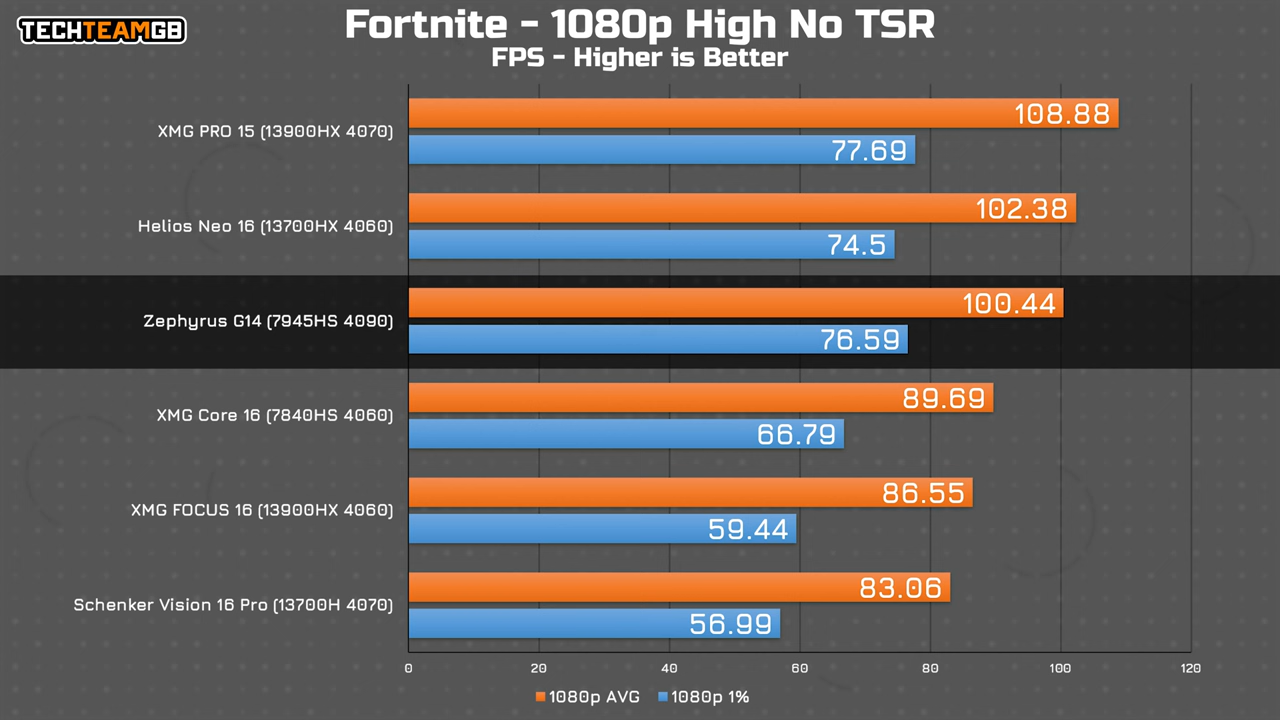 TECHTEAMGB
Fortnite - 1080p High No TSR
FPS - Higher is Better
XMG PRO 15 (13900HX 4070)
108.88
77.69
Helios Neo 16 (13700HX 4060)
102.38
74.5
Zephyrus G14 (7945HS 4090)
100.44
76.59
XMG Core 16 (7840HS 4060)
89.69
66.79
XMG FOCUS 16 (13900HX 4060)
86.55
59.44
Schenker Vision 16 Pro (13700H 4070)
83.06
56.99
0 20 40 60 80 100 120
1080p AVG 1080p 1%